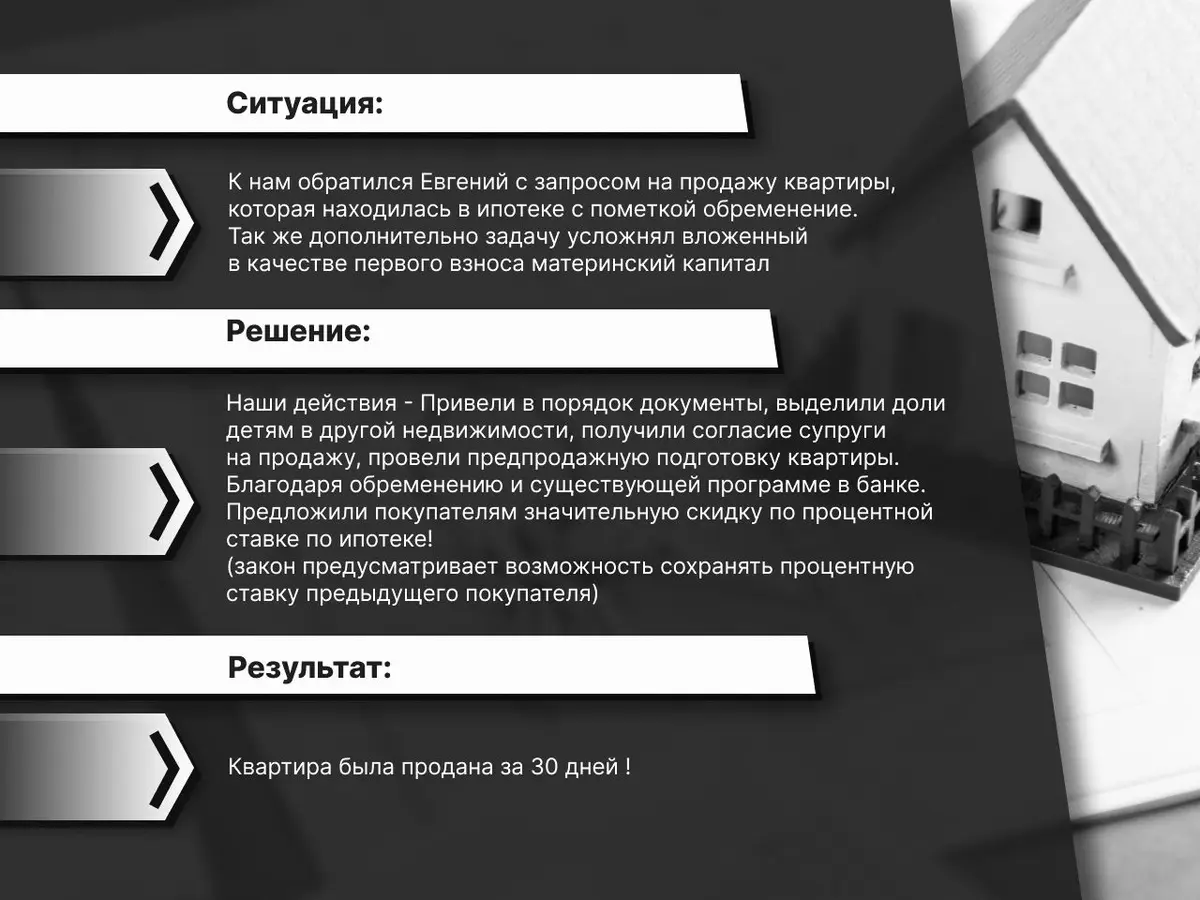 Ситуация:
К нам обратился Евгений с запросом на продажу квартиры,
которая находилась в ипотеке с пометкой обременение.
Так же дополнительно задачу усложнял вложенный
в качестве первого взноса материнский капитал
Решение:
Наши действия - Привели в порядок документы, выделили доли
детям в другой недвижимости, получили согласие супруги
на продажу, провели предпродажную подготовку квартиры.
Благодаря обременению и существующей программе в банке.
Предложили покупателям значительную скидку по процентной
ставке по ипотеке!
(закон предусматривает возможность сохранять процентную
ставку предыдущего покупателя)
Результат:
Квартира была продана за 30 дней !